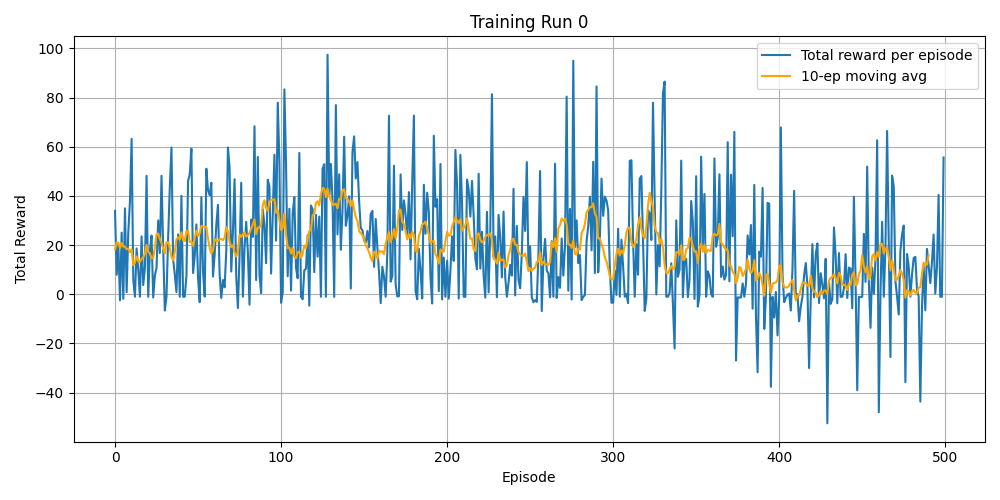 Training Run 0
Total reward per episode
10-ep moving avg
Total Reward
100
80
60
40
20
0
−20
−40
0
100
200
300
400
500
Episode